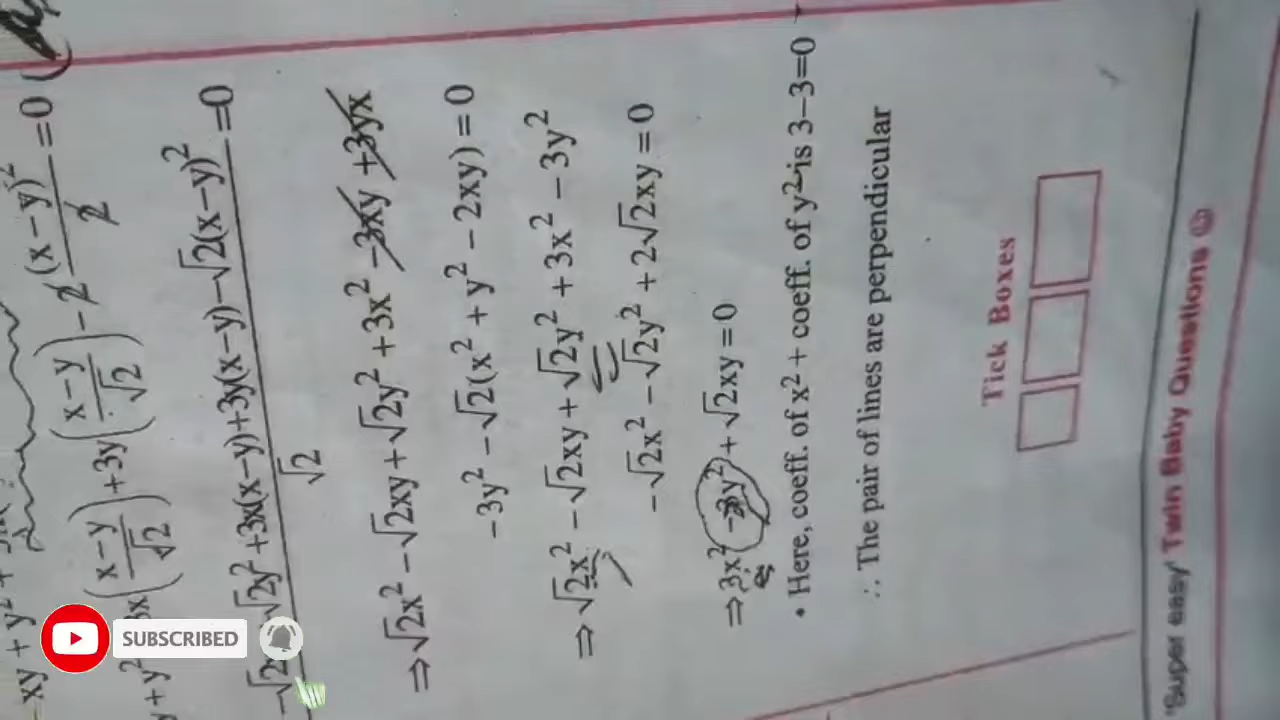 -xy + y²
y + y² 3x((x−y)/√2) + 3y((x−y)/√2) − 2 (x−y)²/2 = 0
−√2 √2y² + 3x(x−y) + 3y(x−y) − √2(x−y)² = 0
√2 √2
⇒ √2x² − √2xy + √2y² + 3x² − 3xy + 3yx
−3y² − √2(x² + y² − 2xy) = 0
⇒ √2x² − √2xy + √2y² + 3x² − 3y²
−√2x² − √2y² + 2√2xy = 0
⇒ 3x² − 3y² + √2xy = 0
• Here, coeff. of x² + coeff. of y² is 3−3=0
∴ The pair of lines are perpendicular
Tick Boxes
'Super easy' Twin Baby Questions ☺
SUBSCRIBED